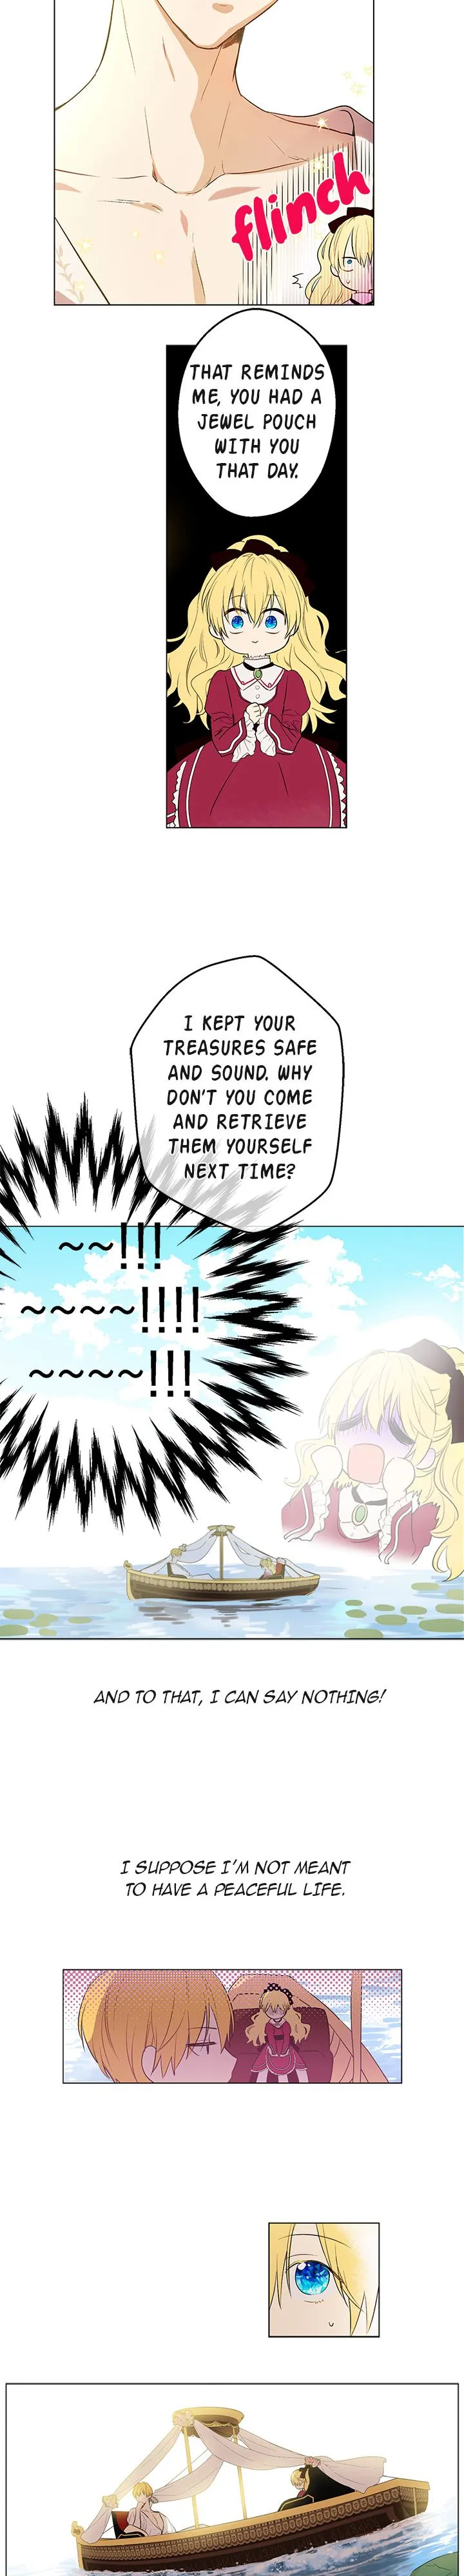 flinch
THAT REMINDS
ME, YOU HAD A
JEWEL POUCH
WITH YOU
THAT DAY.
I KEPT YOUR
TREASURES SAFE
AND SOUND. WHY
DON'T YOU COME
AND RETRIEVE
THEM YOURSELF
NEXT TIME?
~~!!!
~~~~!!!!
~~~~!!!
AND TO THAT, I CAN SAY NOTHING!
I SUPPOSE I'M NOT MEANT
TO HAVE A PEACEFUL LIFE.